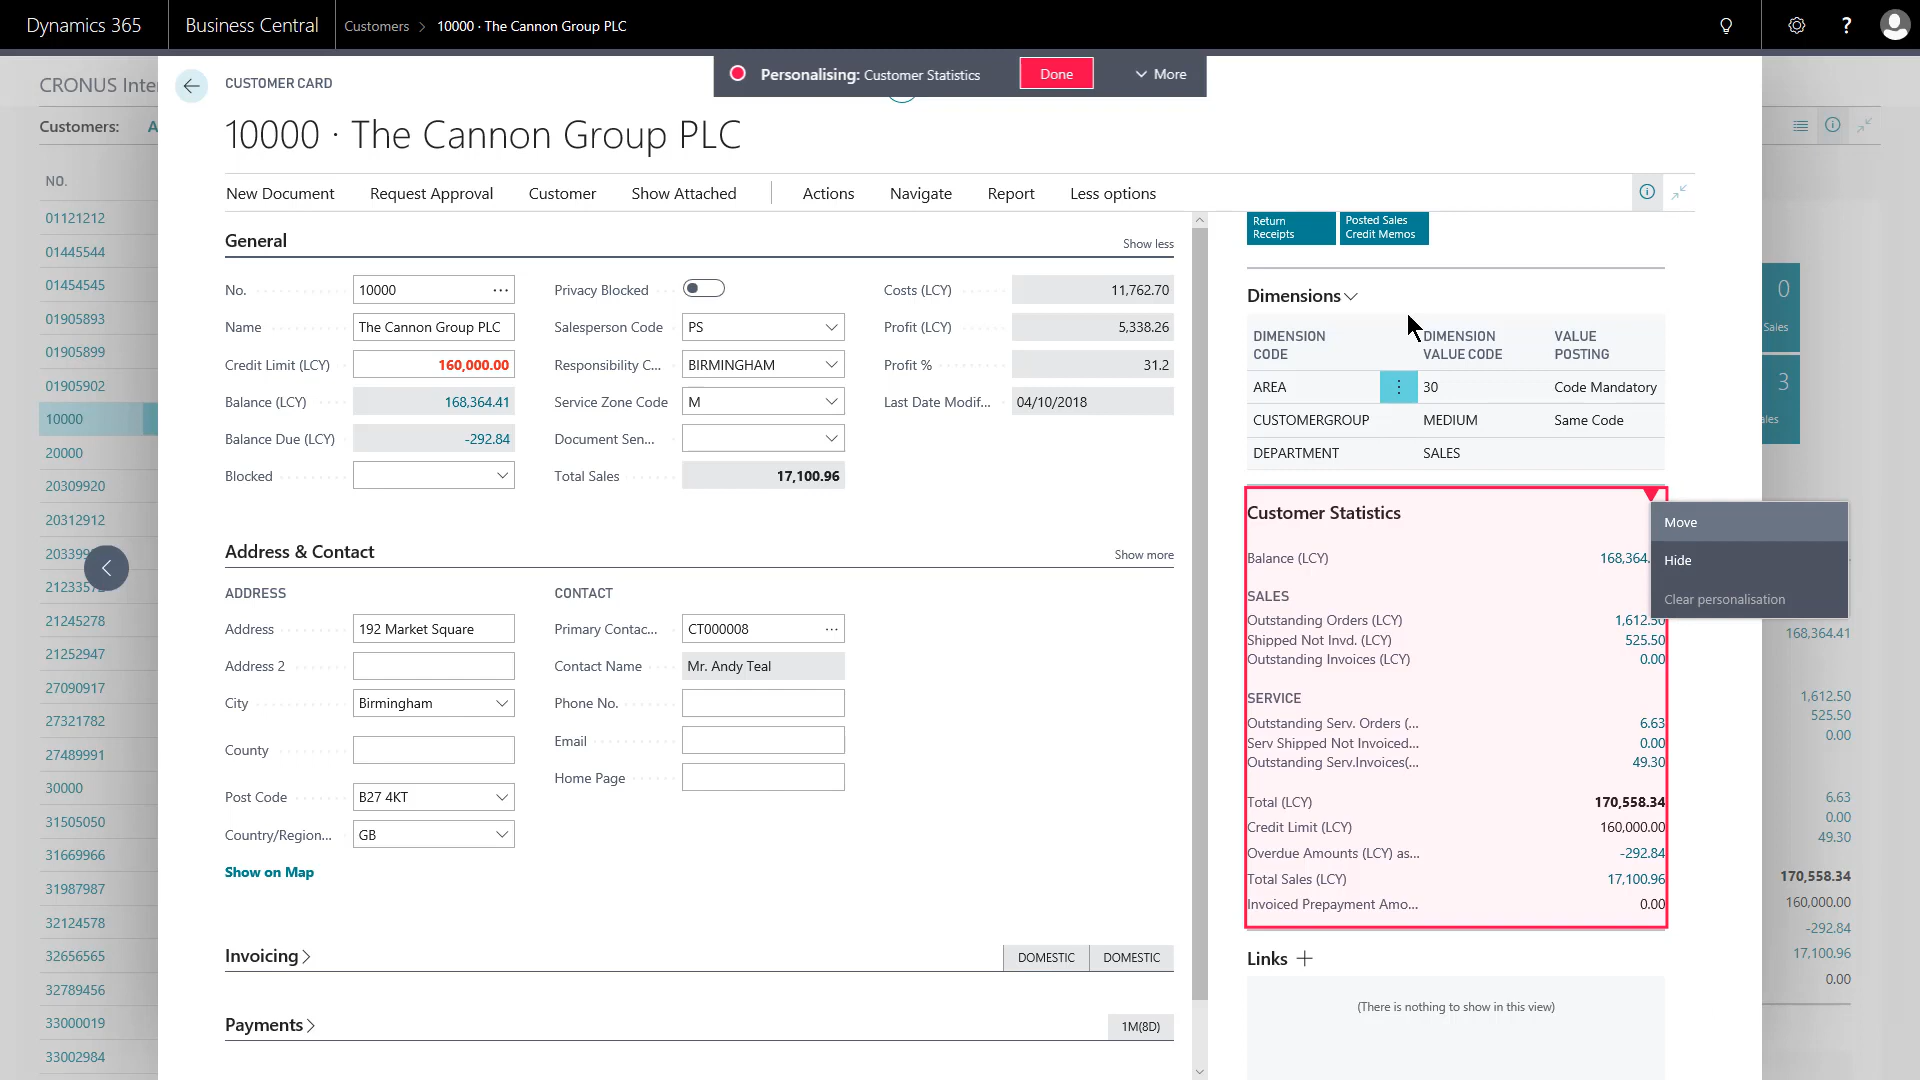 Dynamics 365
Business Central
Customers > 10000 · The Cannon Group PLC
?
Personalising: Customer Statistics
Done
More
CRONUS Inte
Customers:
A
NO.
01121212
01445544
01454545
01905893
01905899
01905902
10000
20000
20309920
20312912
20339
2123357
21245278
21252947
27090917
27321782
27489991
30000
31505050
31669966
31987987
32124578
32656565
32789456
33000019
33002984
CUSTOMER CARD
10000 · The Cannon Group PLC
New Document
Request Approval
Customer
Show Attached
Actions
Navigate
Report
Less options
General
Show less
No.
10000
...
Name
The Cannon Group PLC
Credit Limit (LCY)
160,000.00
Balance (LCY)
168,364.41
Balance Due (LCY)
-292.84
Blocked
Privacy Blocked
Salesperson Code
PS
Responsibility C...
BIRMINGHAM
Service Zone Code
M
Document Sen...
Total Sales
17,100.96
Costs (LCY)
11,762.70
Profit (LCY)
5,338.26
Profit %
31.2
Last Date Modif...
04/10/2018
Address & Contact
Show more
ADDRESS
Address
192 Market Square
Address 2
City
Birmingham
County
Post Code
B27 4KT
Country/Region...
GB
Show on Map
CONTACT
Primary Contac...
CT000008
...
Contact Name
Mr. Andy Teal
Phone No.
Email
Home Page
Invoicing >
DOMESTIC
DOMESTIC
Payments >
1M(8D)
Return
Receipts
Posted Sales
Credit Memos
Dimensions
DIMENSION CODE
DIMENSION VALUE CODE
VALUE POSTING
AREA
30
Code Mandatory
CUSTOMERGROUP
MEDIUM
Same Code
DEPARTMENT
SALES
Customer Statistics
Balance (LCY)
168,364.
SALES
Outstanding Orders (LCY)
1,612.50
Shipped Not Invd. (LCY)
525.50
Outstanding Invoices (LCY)
0.00
SERVICE
Outstanding Serv. Orders (...
6.63
Serv Shipped Not Invoiced...
0.00
Outstanding Serv.Invoices(...
49.30
Total (LCY)
170,558.34
Credit Limit (LCY)
160,000.00
Overdue Amounts (LCY) as...
-292.84
Total Sales (LCY)
17,100.96
Invoiced Prepayment Amo...
0.00
Links +
(There is nothing to show in this view)
Move
Hide
Clear personalisation
0
Sales
3
ales
168,364.41
1,612.50
525.50
0.00
6.63
0.00
49.30
170,558.34
160,000.00
-292.84
17,100.96
0.00